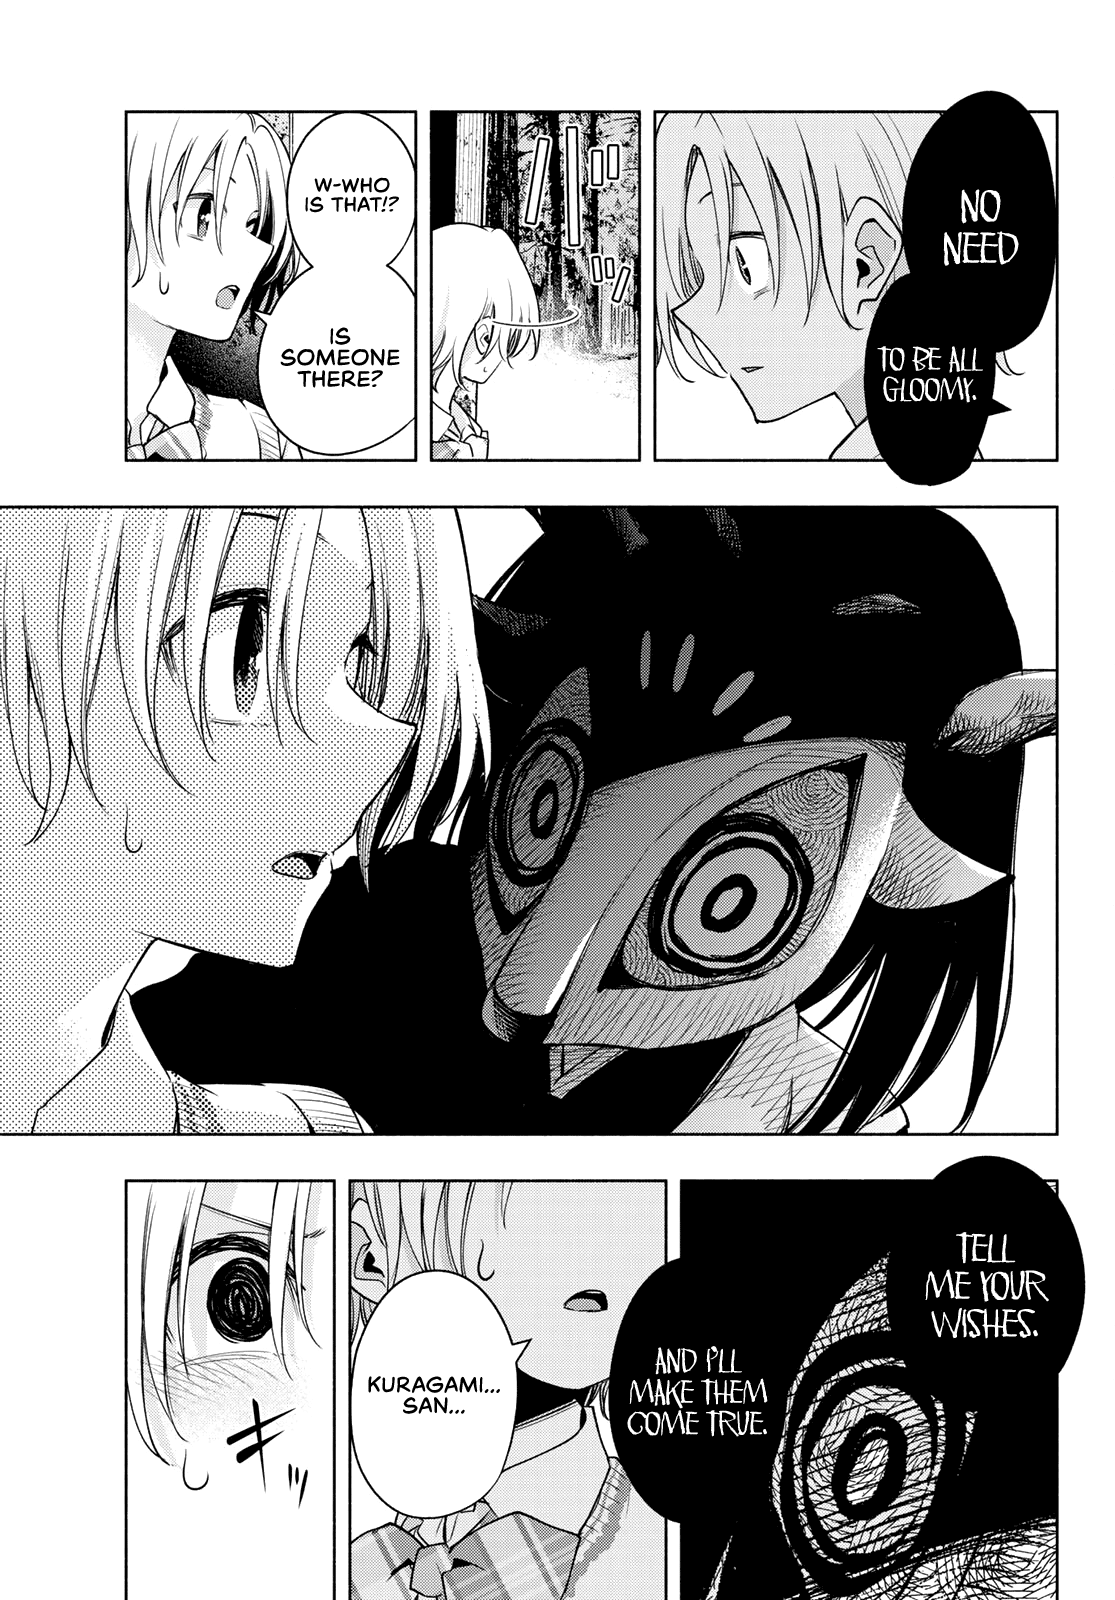 NO
NEED
TO BE ALL
GLOOMY.
W-WHO
IS THAT!?
IS
SOMEONE
THERE?
TELL
ME YOUR
WISHES.
AND I'LL
MAKE THEM
COME TRUE.
KURAGAMI...
SAN...